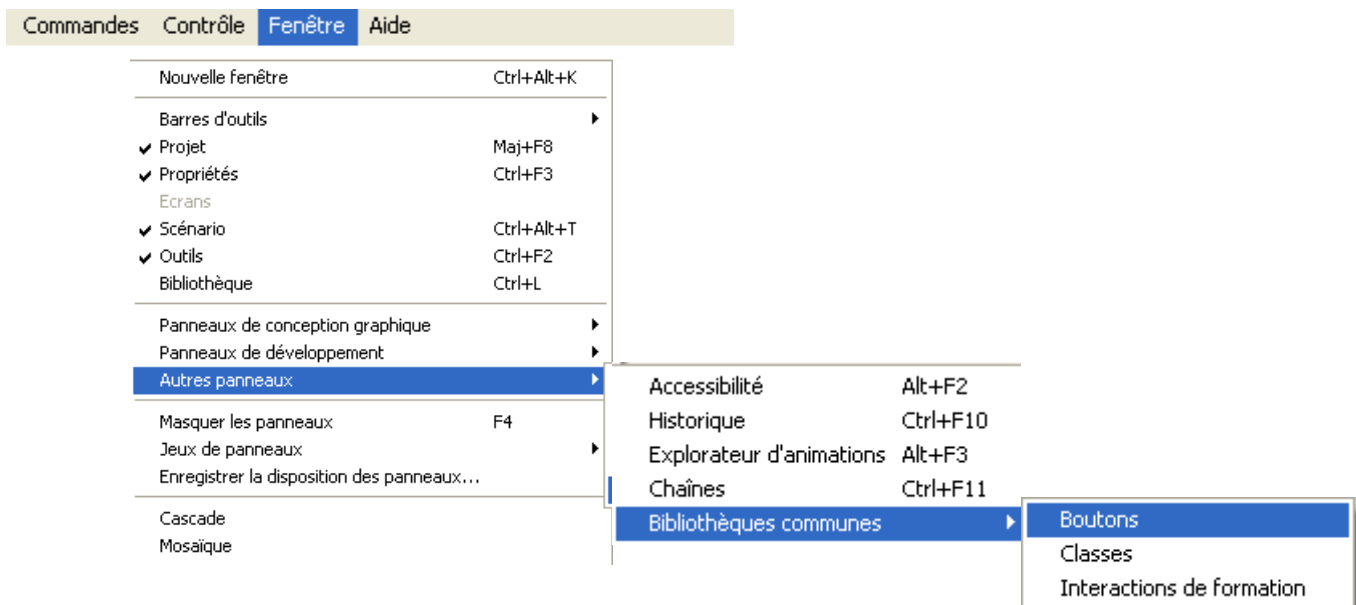 Commandes Contrôle Fenêtre Aide
Nouvelle fenêtre Ctrl+Alt+K
Barres d'outils
Projet Maj+F8
Propriétés Ctrl+F3
Ecrans
Scénario Ctrl+Alt+T
Outils Ctrl+F2
Bibliothèque Ctrl+L
Panneaux de conception graphique
Panneaux de développement
Autres panneaux
Masquer les panneaux F4
Jeux de panneaux
Enregistrer la disposition des panneaux...
Cascade
Mosaïque
Accessibilité Alt+F2
Historique Ctrl+F10
Explorateur d'animations Alt+F3
Chaînes Ctrl+F11
Bibliothèques communes
Boutons
Classes
Interactions de formation